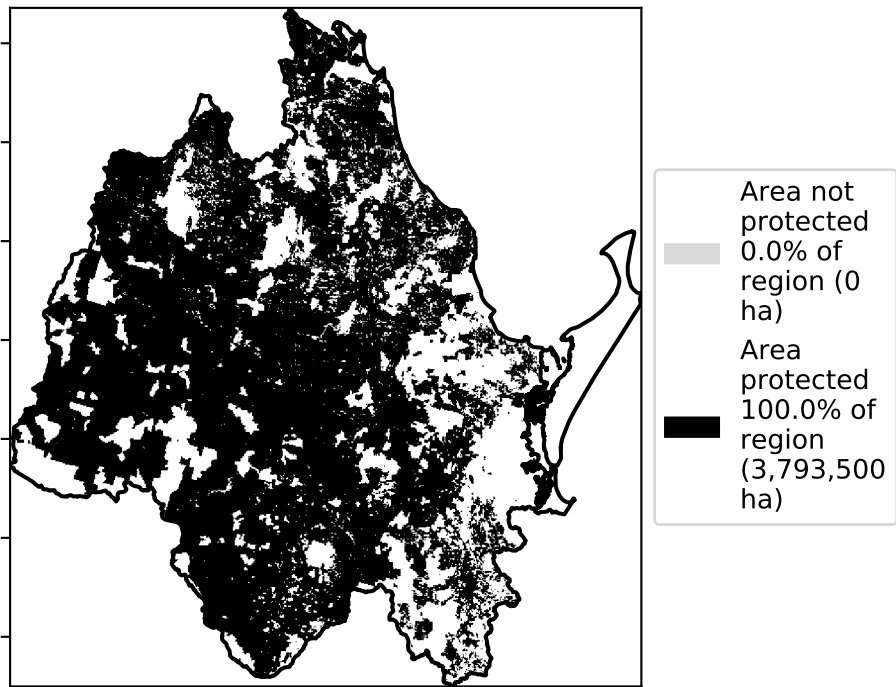 Area not
protected
0.0% of
region (0
ha)
Area
protected
100.0% of
region
(3,793,500
ha)